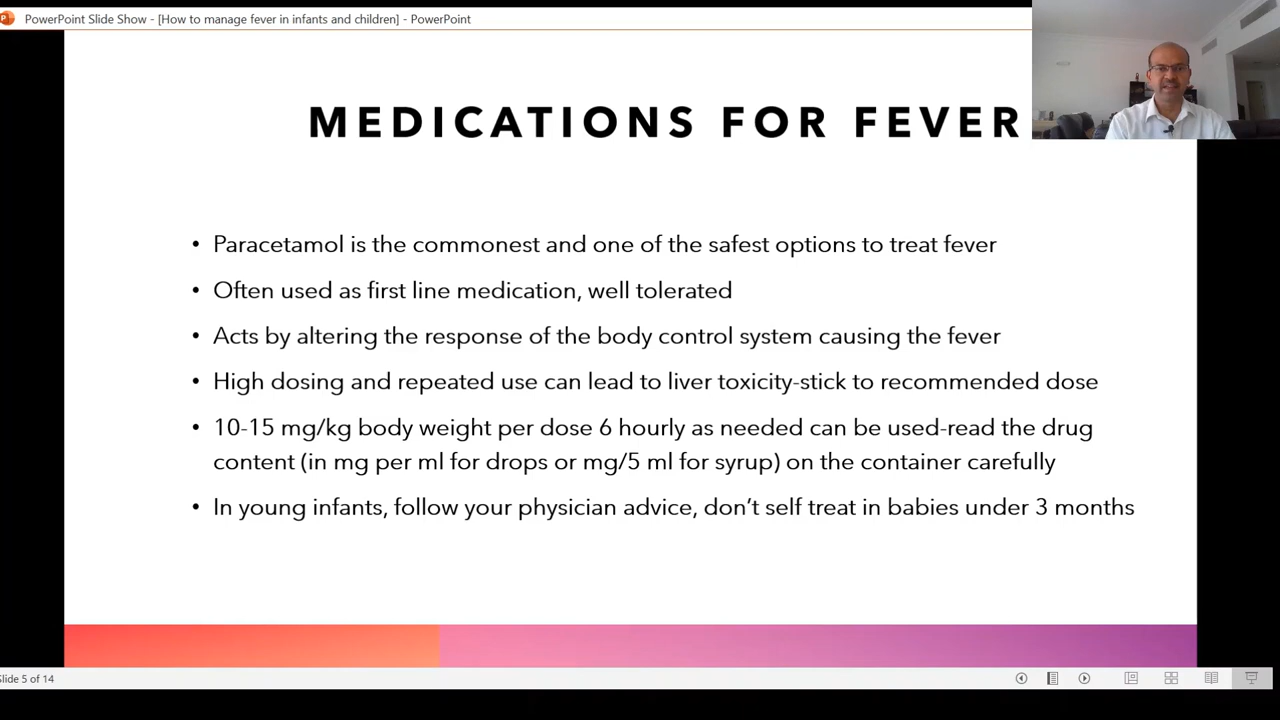 PowerPoint Slide Show - [How to manage fever in infants and children] - PowerPoint
MEDICATIONS FOR FEVER
• Paracetamol is the commonest and one of the safest options to treat fever
• Often used as first line medication, well tolerated
• Acts by altering the response of the body control system causing the fever
• High dosing and repeated use can lead to liver toxicity-stick to recommended dose
• 10-15 mg/kg body weight per dose 6 hourly as needed can be used-read the drug
content (in mg per ml for drops or mg/5 ml for syrup) on the container carefully
• In young infants, follow your physician advice, don’t self treat in babies under 3 months
Slide 5 of 14